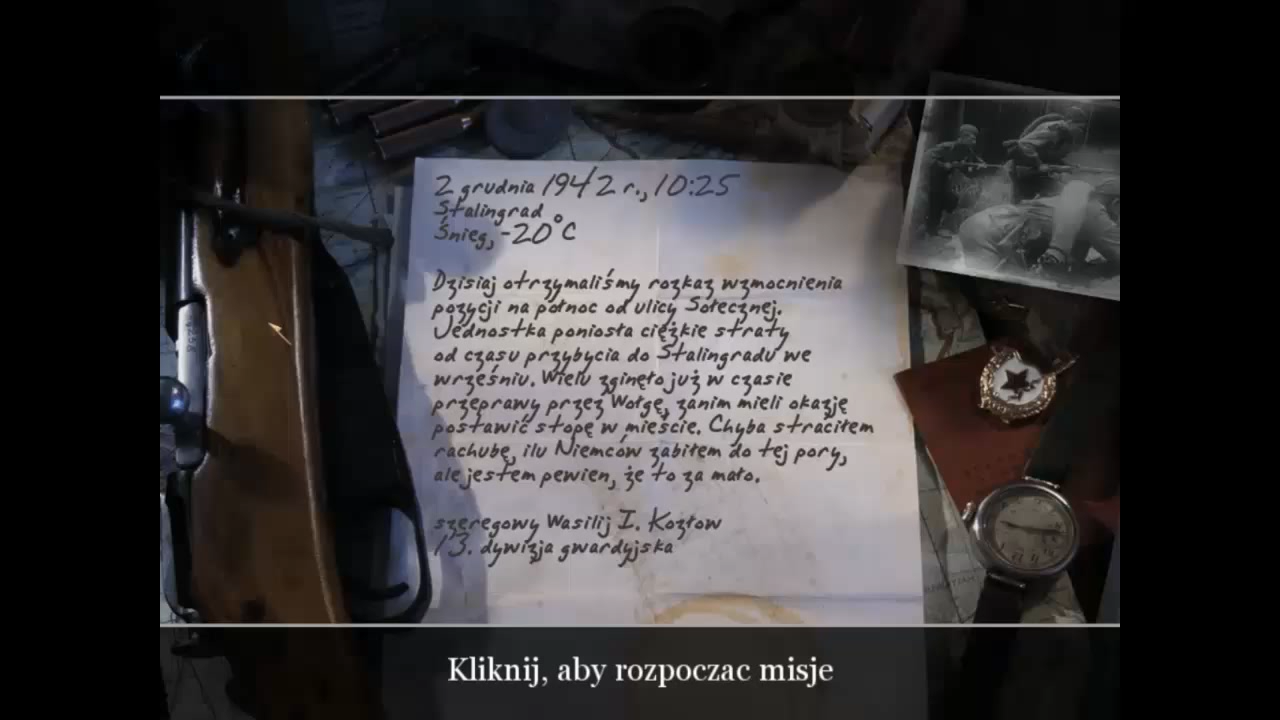 2 grudnia 1942 r., 10:25
Stalingrad
Śnieg, -20°C
Dzisiaj otrzymaliśmy rozkaz wzmocnienia
pozycji na północ od ulicy Sołecznej.
Jednostka poniosła ciężkie straty
od czasu przybycia do Stalingradu we
wrześniu. Wielu zginęło już w czasie
przeprawy przez Wołgę, zanim mieli okazję
postawić stopę w mieście. Chyba straciłem
rachubę, ilu Niemców zabiłem do tej pory,
ale jestem pewien, że to za mało.
szeregowy Wasilij I. Kozłow
13. dywizja gwardyjska
Kliknij, aby rozpoczac misje